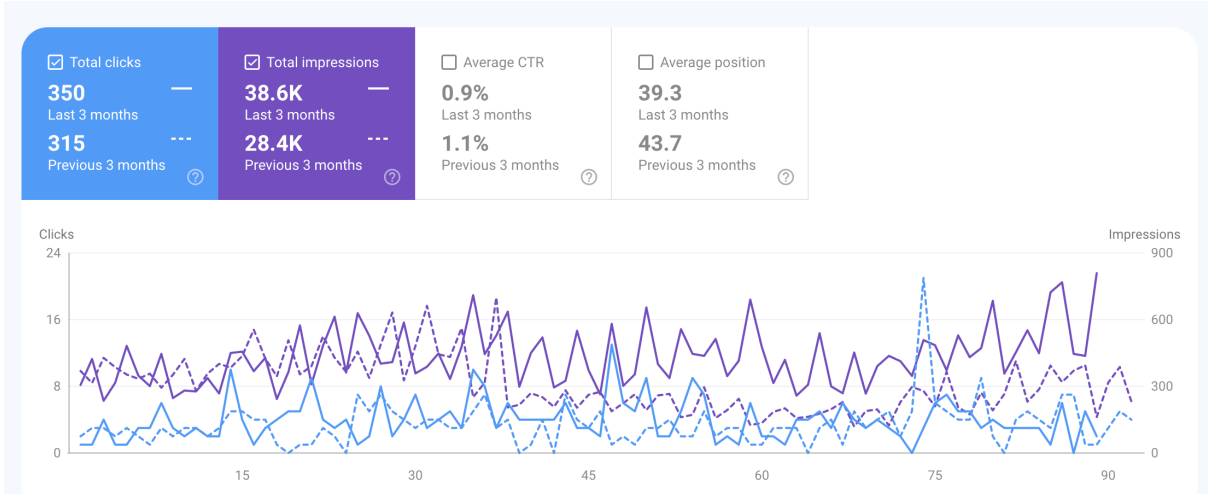 Total clicks
350
Last 3 months
315
Previous 3 months
Total impressions
38.6K
Last 3 months
28.4K
Previous 3 months
Average CTR
0.9%
Last 3 months
1.1%
Previous 3 months
Average position
39.3
Last 3 months
43.7
Previous 3 months
Clicks
Impressions
24
900
16
600
8
300
0
0
15
30
45
60
75
90